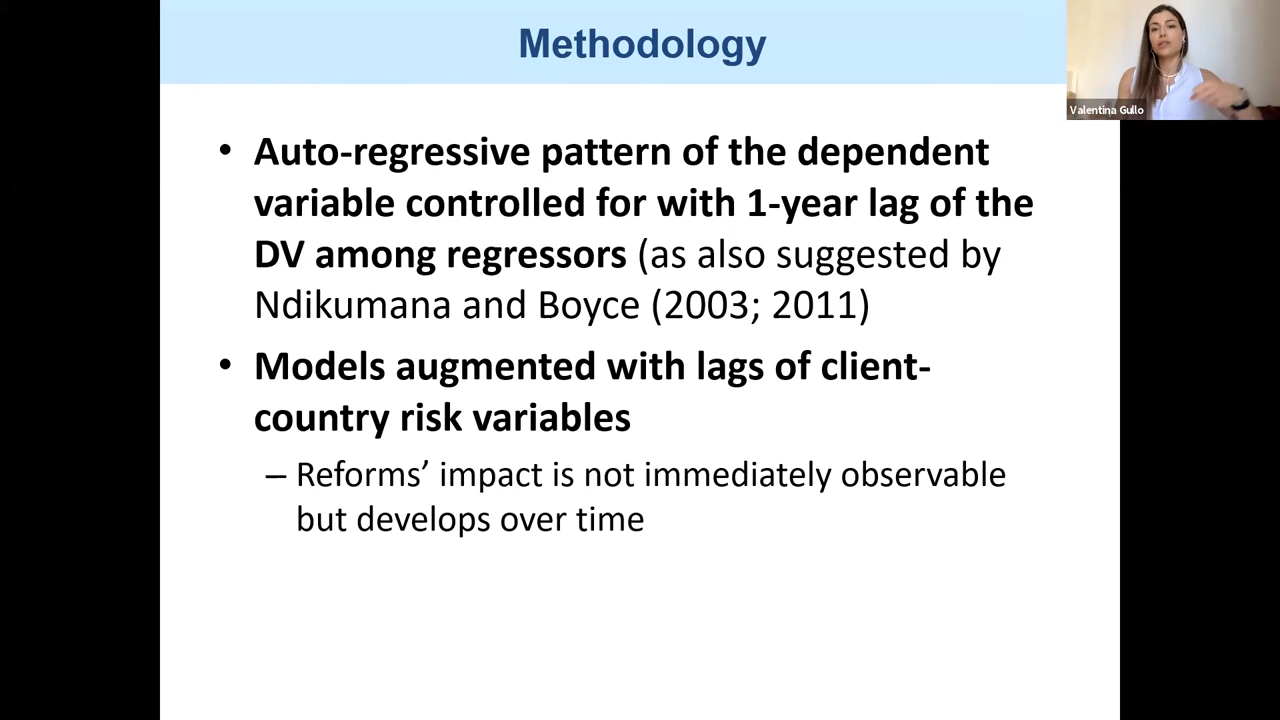 Methodology
Valentina Gullo
• Auto-regressive pattern of the dependent
variable controlled for with 1-year lag of the
DV among regressors (as also suggested by
Ndikumana and Boyce (2003; 2011)
• Models augmented with lags of client-
country risk variables
– Reforms’ impact is not immediately observable
but develops over time